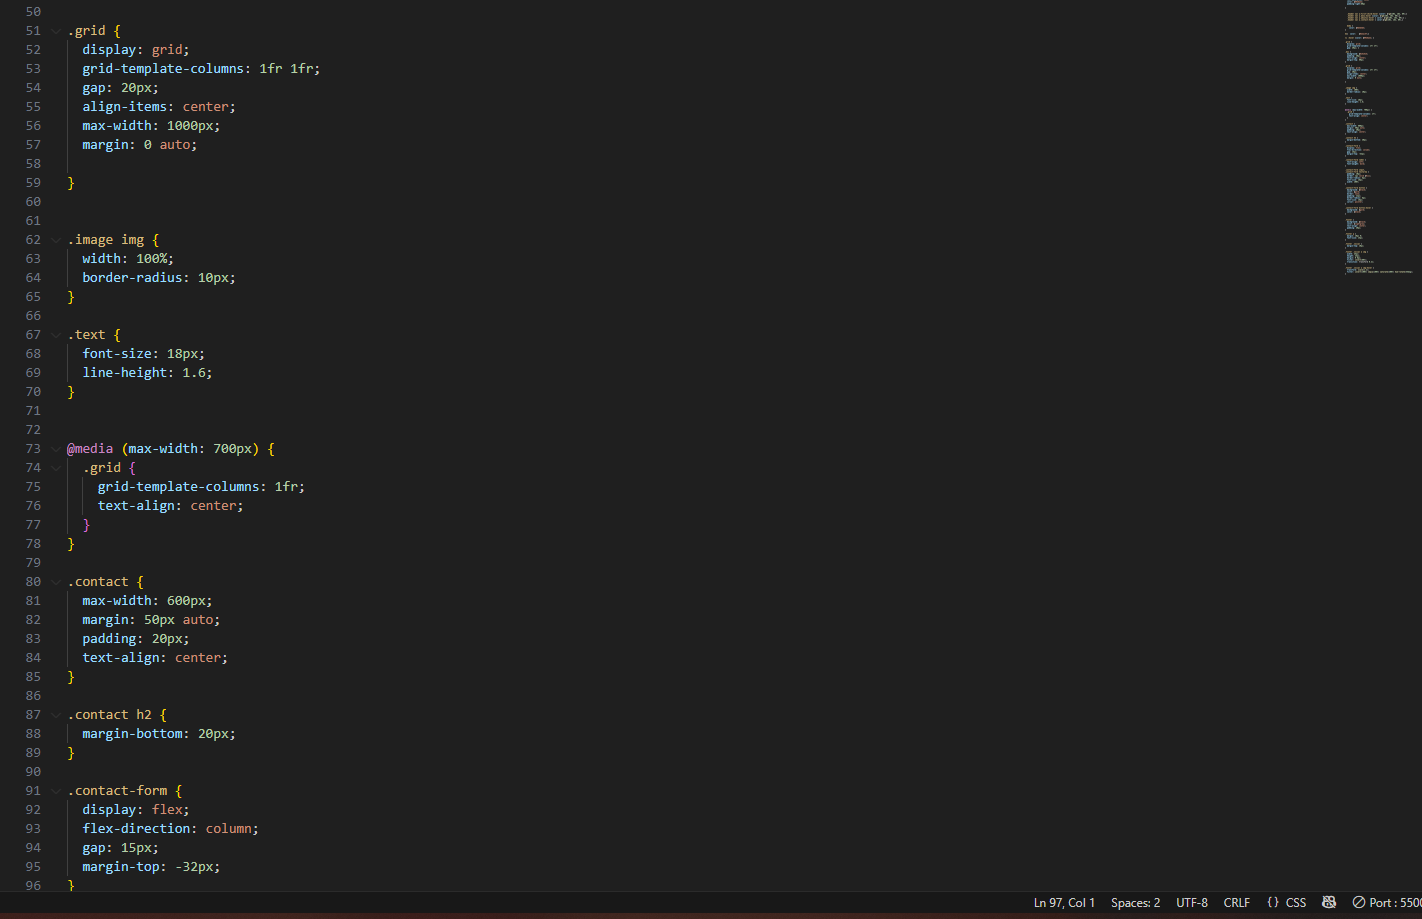 50
51 .grid {
52 display: grid;
53 grid-template-columns: 1fr 1fr;
54 gap: 20px;
55 align-items: center;
56 max-width: 1000px;
57 margin: 0 auto;
58
59 }
60
61
62 .image img {
63 width: 100%;
64 border-radius: 10px;
65 }
66
67 .text {
68 font-size: 18px;
69 line-height: 1.6;
70 }
71
72
73 @media (max-width: 700px) {
74 .grid {
75 grid-template-columns: 1fr;
76 text-align: center;
77 }
78 }
79
80 .contact {
81 max-width: 600px;
82 margin: 50px auto;
83 padding: 20px;
84 text-align: center;
85 }
86
87 .contact h2 {
88 margin-bottom: 20px;
89 }
90
91 .contact-form {
92 display: flex;
93 flex-direction: column;
94 gap: 15px;
95 margin-top: -32px;
96 }
Ln 97, Col 1 Spaces: 2 UTF-8 CRLF {} CSS Port : 5500